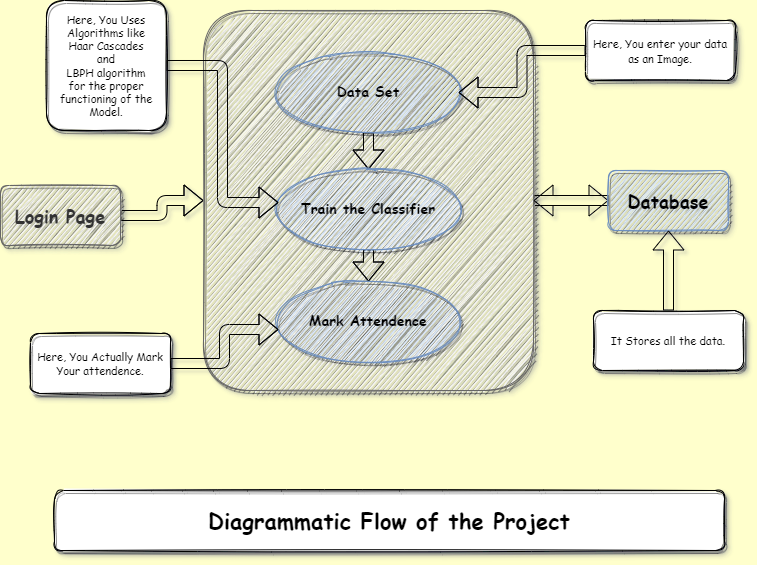 Here, You Uses
Algorithms like
Haar Cascades
and
LBPH algorithm
for the proper
functioning of the
Model.
Here, You enter your data
as an Image.
Data Set
Login Page
Train the Classifier
Database
Mark Attendence
Here, You Actually Mark
Your attendence.
It Stores all the data.
Diagrammatic Flow of the Project